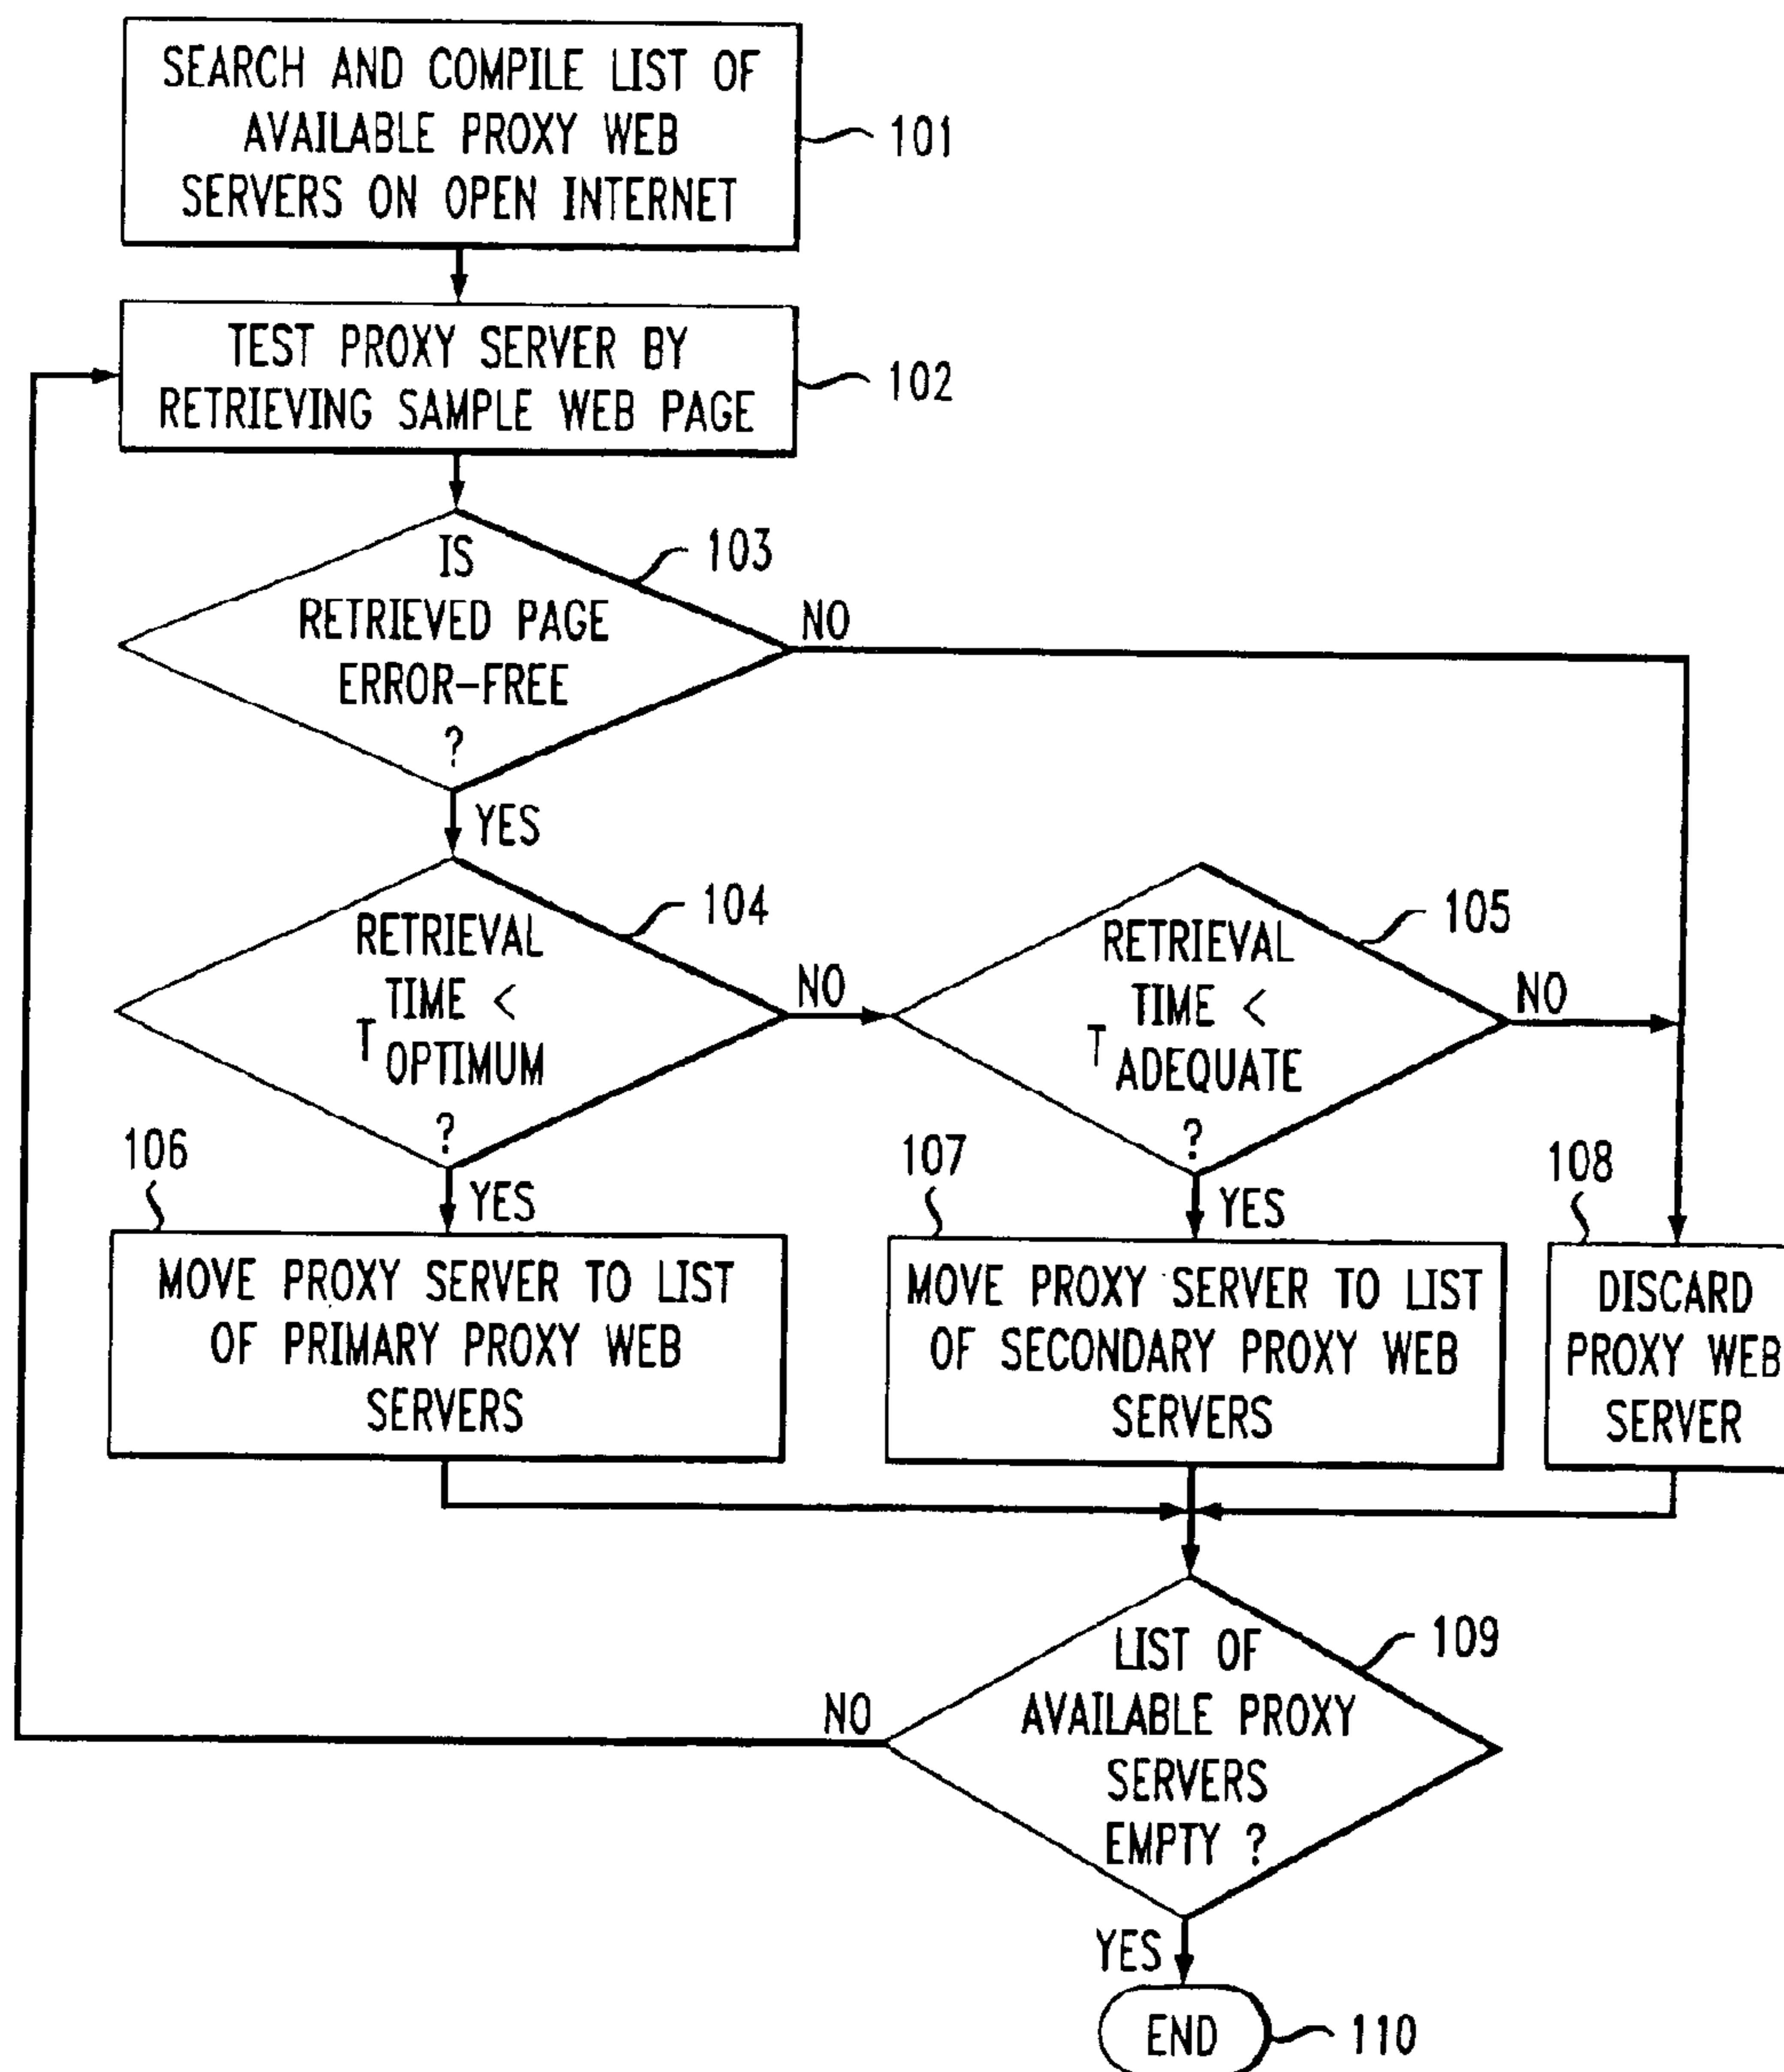 SEARCH AND COMPILE LIST OF
AVAILABLE PROXY WEB
SERVERS ON OPEN INTERNET
101
TEST PROXY SERVER BY
RETRIEVING SAMPLE WEB PAGE
102
IS
RETRIEVED PAGE
ERROR-FREE
?
103
NO
YES
RETRIEVAL
TIME <
T OPTIMUM
?
104
NO
RETRIEVAL
TIME <
T ADEQUATE
?
105
NO
106
YES
107
YES
108
MOVE PROXY SERVER TO LIST
OF PRIMARY PROXY WEB
SERVERS
MOVE PROXY SERVER TO LIST
OF SECONDARY PROXY WEB
SERVERS
DISCARD
PROXY WEB
SERVER
LIST OF
AVAILABLE PROXY
SERVERS
EMPTY ?
109
NO
YES
END
110